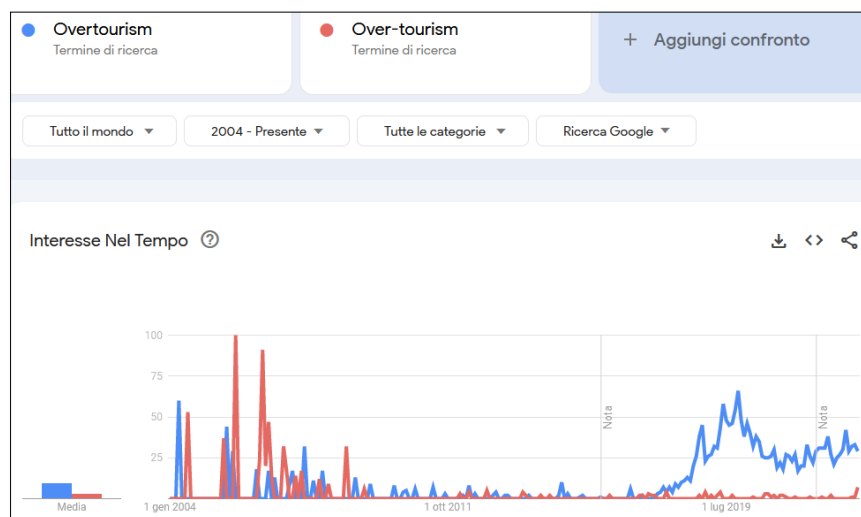 Overtourism
Termine di ricerca
Over-tourism
Termine di ricerca
+ Aggiungi confronto
Tutto il mondo
2004 - Presente
Tutte le categorie
Ricerca Google
Interesse Nel Tempo
100
75
50
25
Nota
Nota
Media
1 gen 2004
1 ott 2011
1 lug 2019